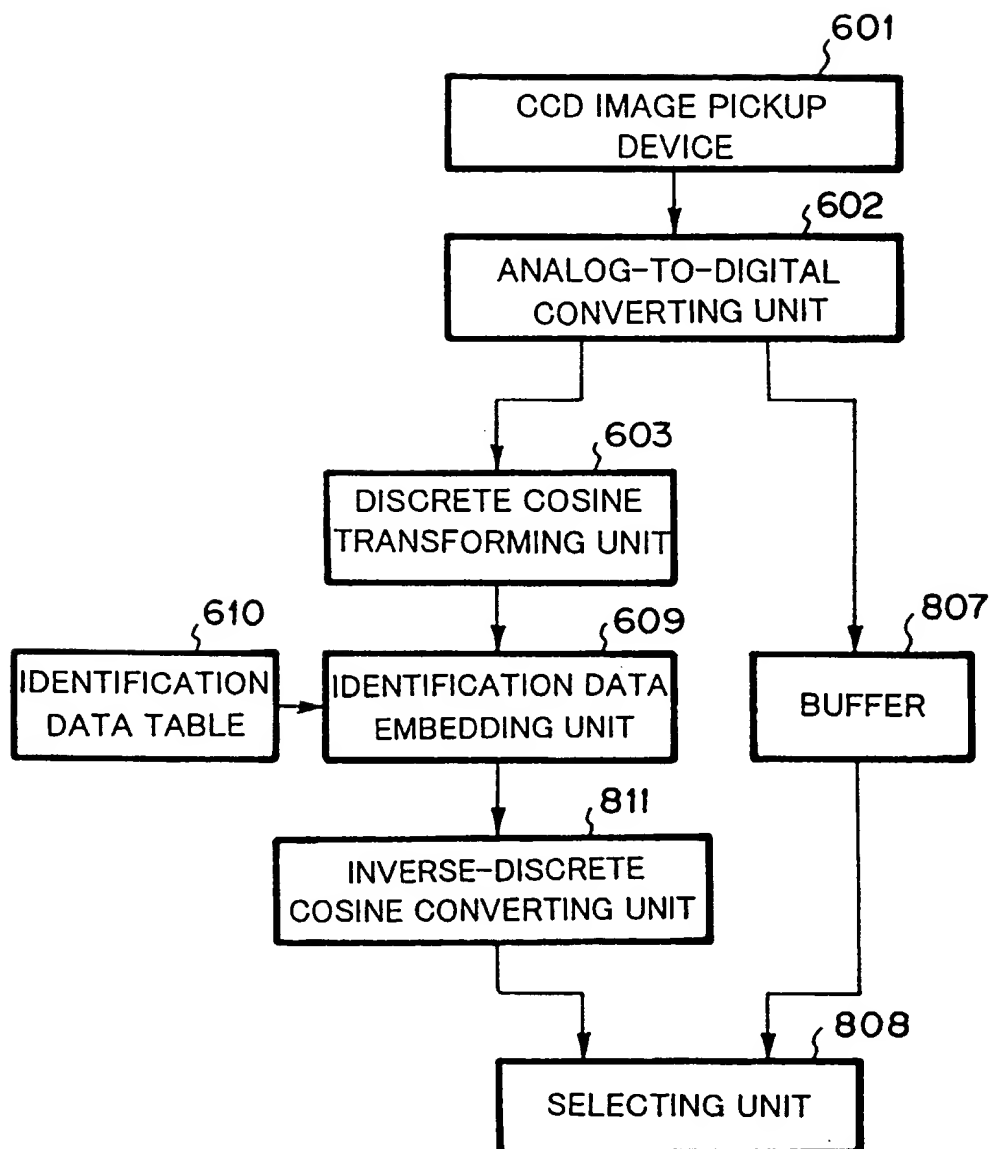 601
CCD IMAGE PICKUP
DEVICE
602
ANALOG-TO-DIGITAL
CONVERTING UNIT
603
DISCRETE COSINE
TRANSFORMING UNIT
610
IDENTIFICATION
DATA TABLE
609
IDENTIFICATION DATA
EMBEDDING UNIT
807
BUFFER
811
INVERSE-DISCRETE
COSINE CONVERTING UNIT
808
SELECTING UNIT